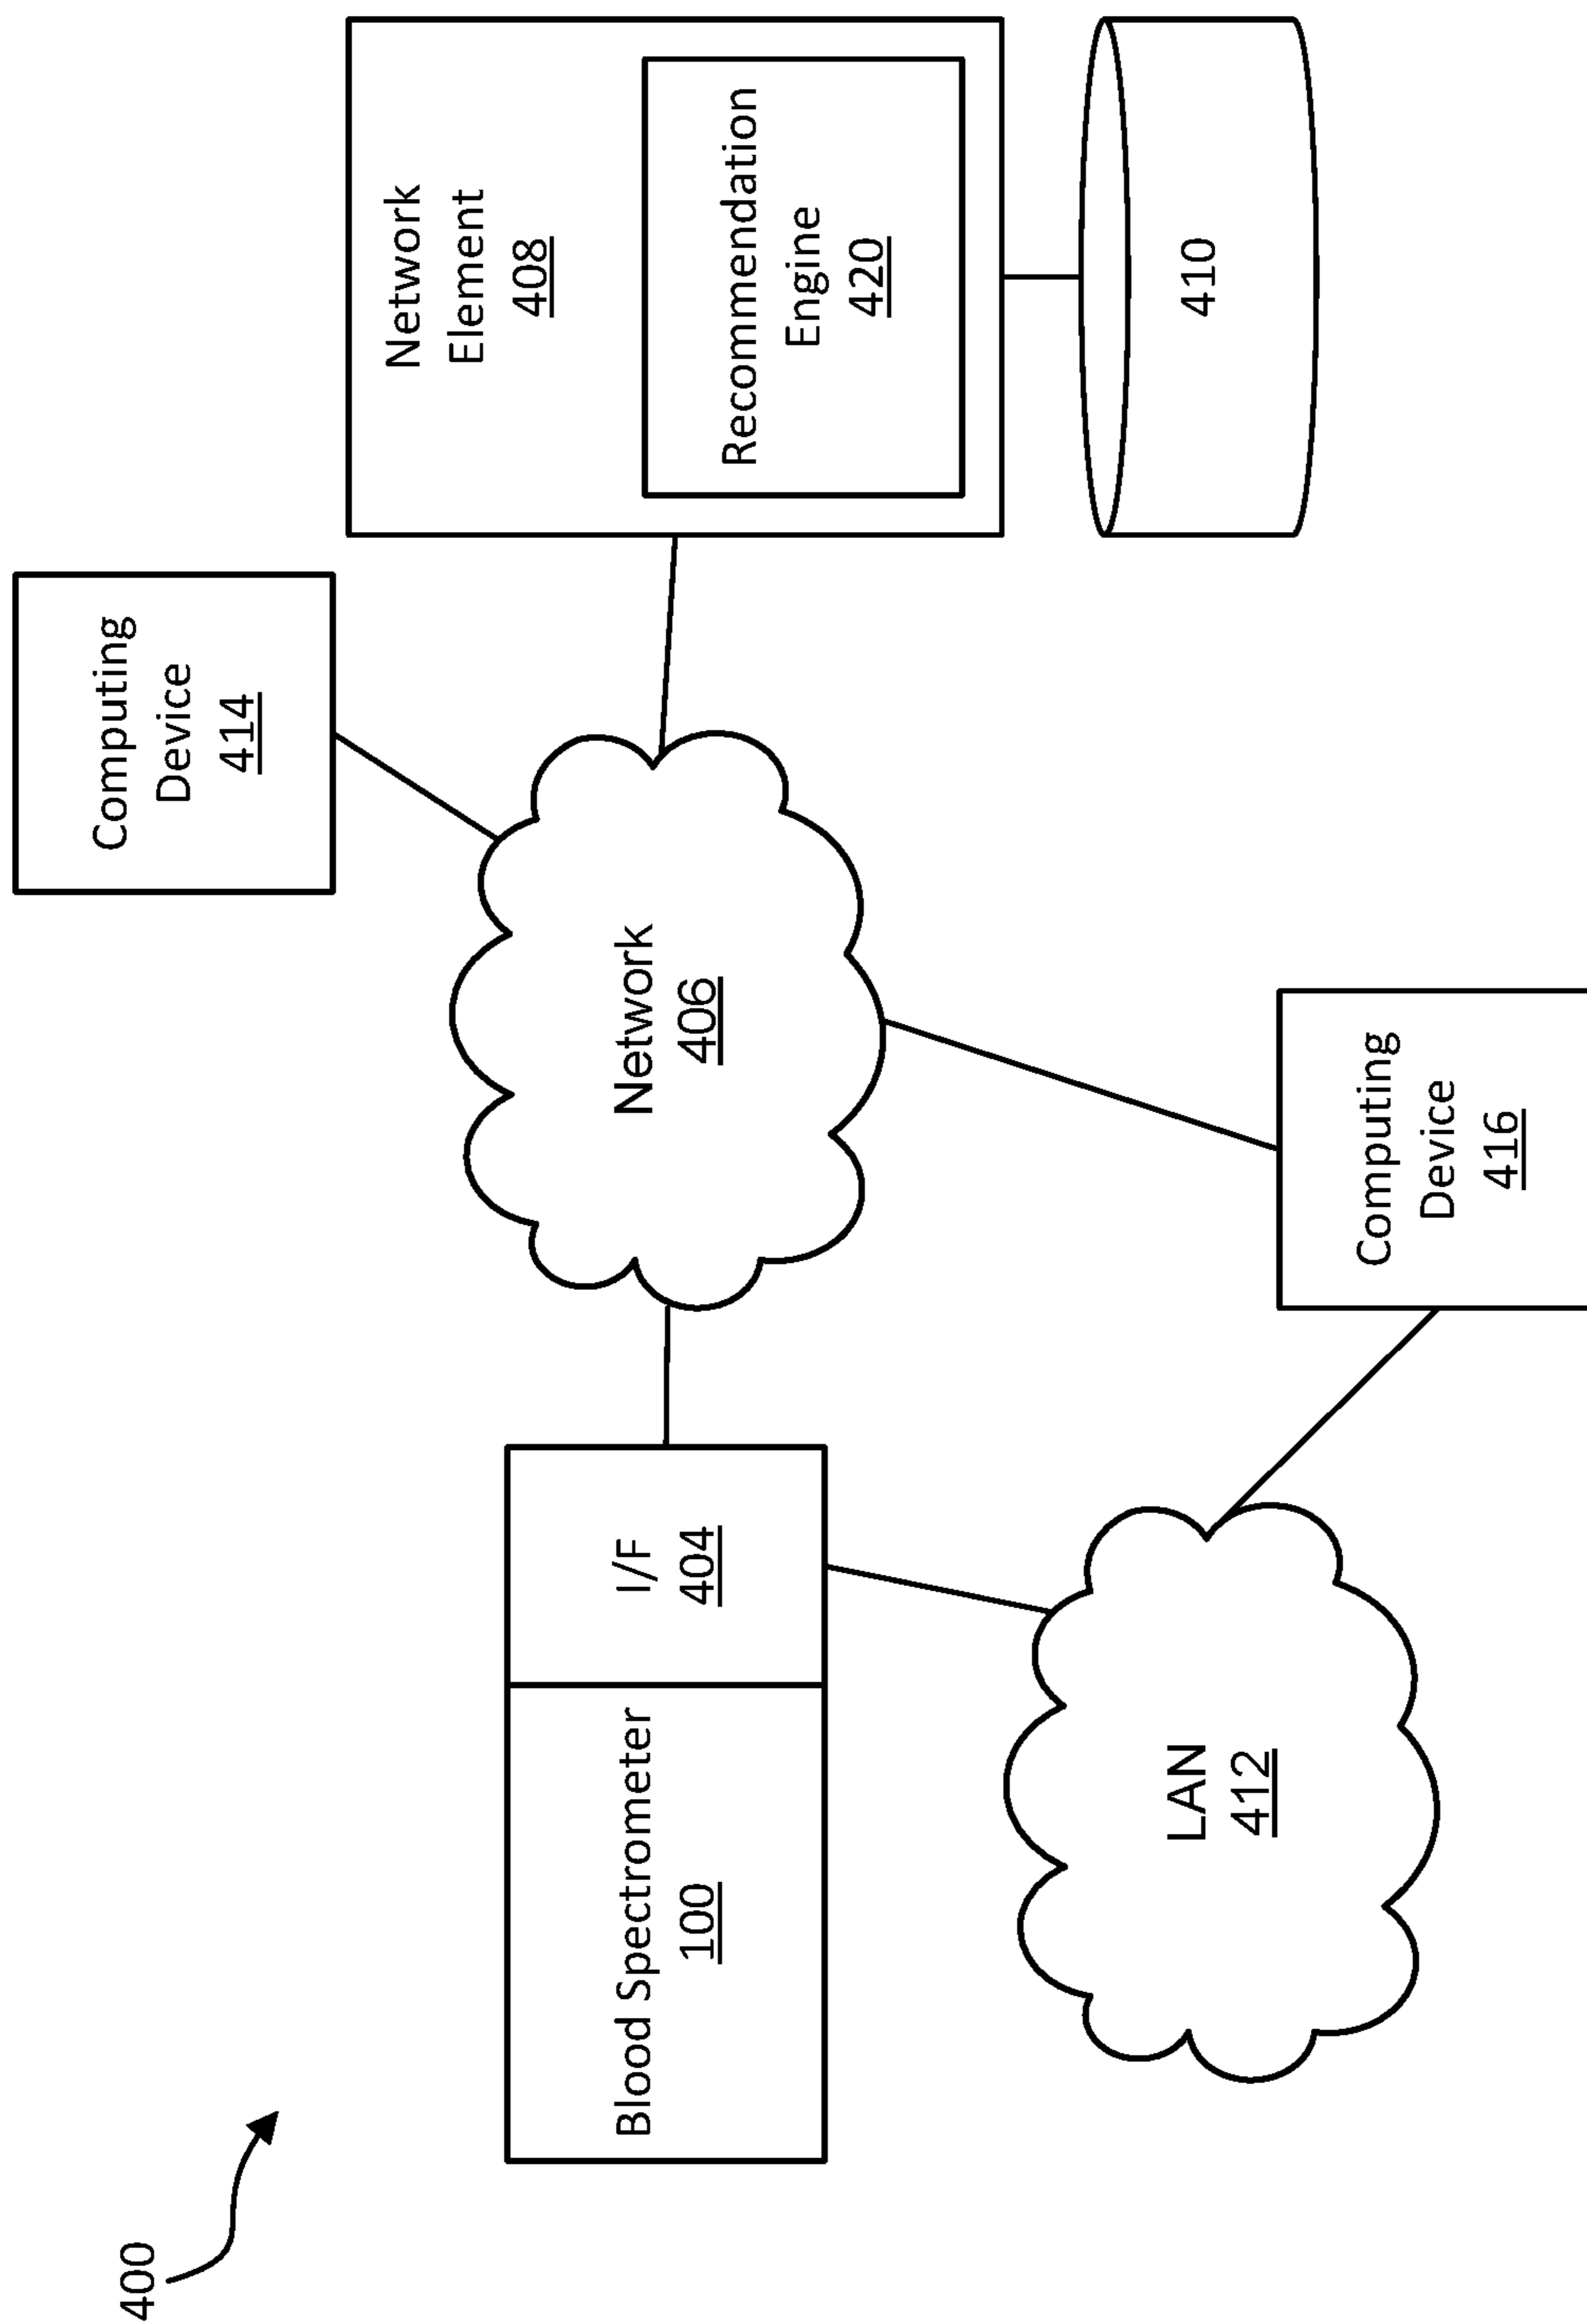 400
Computing
Device
414
Network
Element
408
Recommendation
Engine
420
410
Network
406
Blood Spectrometer
100
I/F
404
LAN
412
Computing
Device
416